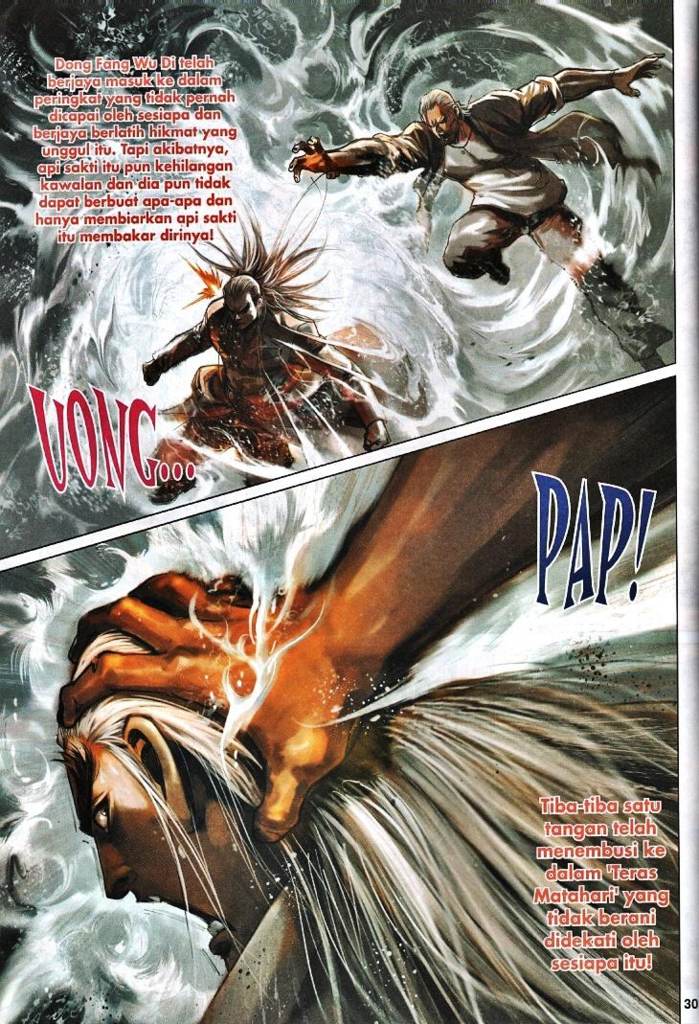 Dong Fang Wu Di telah
berjaya masuk ke dalam
peringkat yang tidak pernah
dicapai oleh sesiapa dan
berjaya berlatih hikmat yang
unggul itu. Tapi akibatnya,
api sakti itu pun kehilangan
kawalan dan dia pun tidak
dapat berbuat apa-apa dan
hanya membiarkan api sakti
itu membakar dirinya!
UONG...
PAP!
Tiba-tiba satu
tangan telah
menembusi ke
dalam 'Teras
Matahari' yang
tidak berani
didekati oleh
sesiapa itu!
30